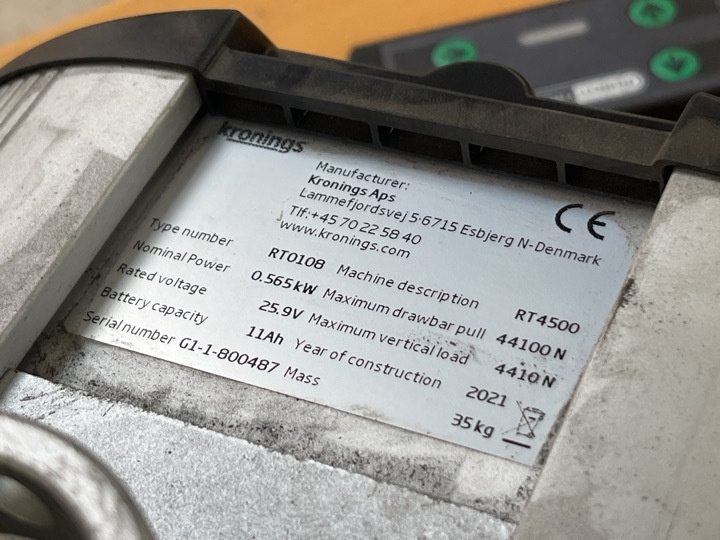 kronings
Manufacturer:
Kronings Aps
Lammefjordsvej 5·6715 Esbjerg N-Denmark
Tlf:+45 70 22 58 40
www.kronings.com
CE
Type number RT0108 Machine description RT4500
Nominal Power 0.565kW Maximum drawbar pull 44100 N
Rated voltage 25.9V Maximum vertical load 4410 N
Battery capacity 11Ah Year of construction 2021
Serial number G1-1-800487 Mass 35kg